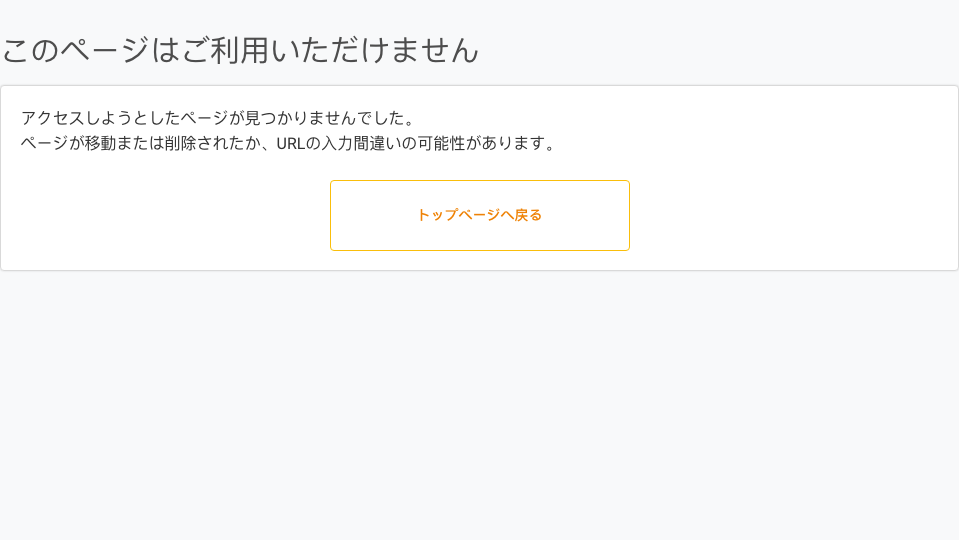 このページはご利用いただけません
アクセスしようとしたページが見つかりませんでした。
ページが移動または削除されたか、URLの入力間違いの可能性があります。
トップページへ戻る